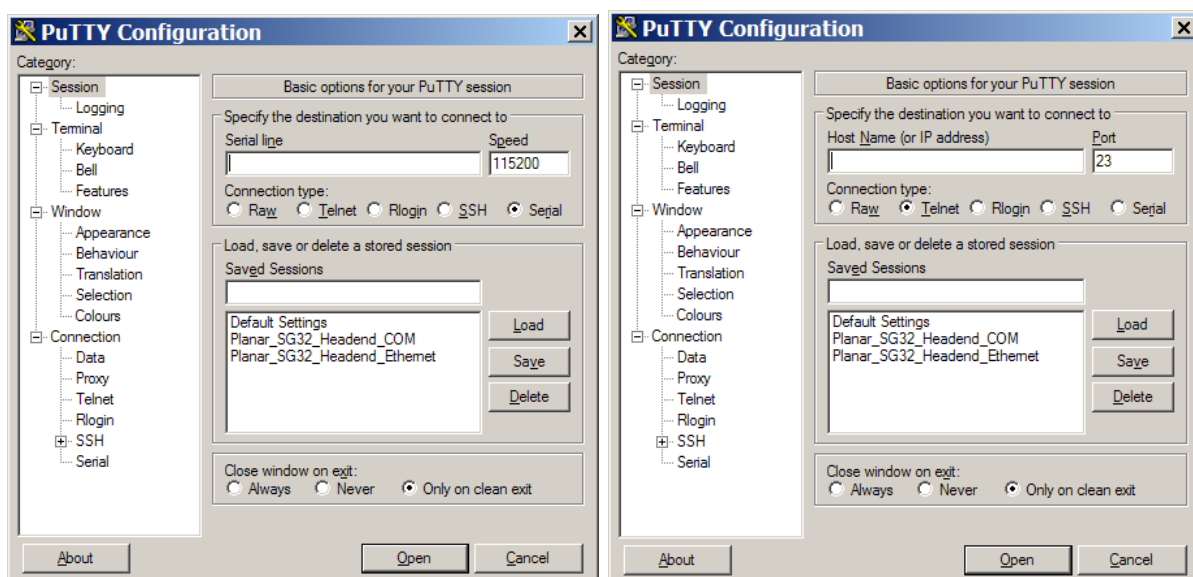 PuTTY Configuration
Category:
Session
Logging
Terminal
Keyboard
Bell
Features
Window
Appearance
Behaviour
Translation
Selection
Colours
Connection
Data
Proxy
Telnet
Rlogin
SSH
Serial
Basic options for your PuTTY session
Specify the destination you want to connect to
Serial line Speed
115200
Connection type:
Raw Telnet Rlogin SSH Serial
Load, save or delete a stored session
Saved Sessions
Default Settings
Planar_SG32_Headend_COM
Planar_SG32_Headend_Ethernet
Load
Save
Delete
Close window on exit:
Always Never Only on clean exit
About Open Cancel
PuTTY Configuration
Category:
Session
Logging
Terminal
Keyboard
Bell
Features
Window
Appearance
Behaviour
Translation
Selection
Colours
Connection
Data
Proxy
Telnet
Rlogin
SSH
Serial
Basic options for your PuTTY session
Specify the destination you want to connect to
Host Name (or IP address) Port
23
Connection type:
Raw Telnet Rlogin SSH Serial
Load, save or delete a stored session
Saved Sessions
Default Settings
Planar_SG32_Headend_COM
Planar_SG32_Headend_Ethernet
Load
Save
Delete
Close window on exit:
Always Never Only on clean exit
About Open Cancel